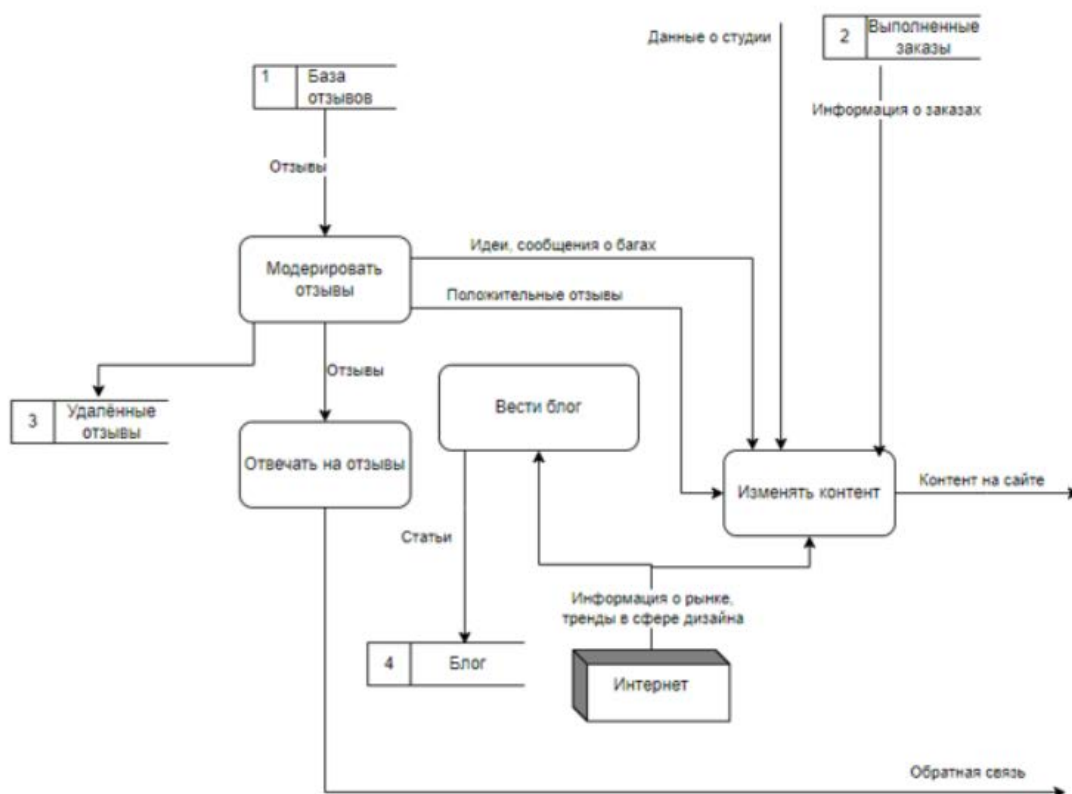 Данные о студии
2
Выполненные
заказы
1
База
отзывов
Информация о заказах
Отзывы
Идеи, сообщения о багах
Модерировать
отзывы
Положительные отзывы
Отзывы
3
Удалённые
отзывы
Вести блог
Отвечать на отзывы
Изменять контент
Контент на сайте
Статьи
Информация о рынке,
тренды в сфере дизайна
4
Блог
Интернет
Обратная связь